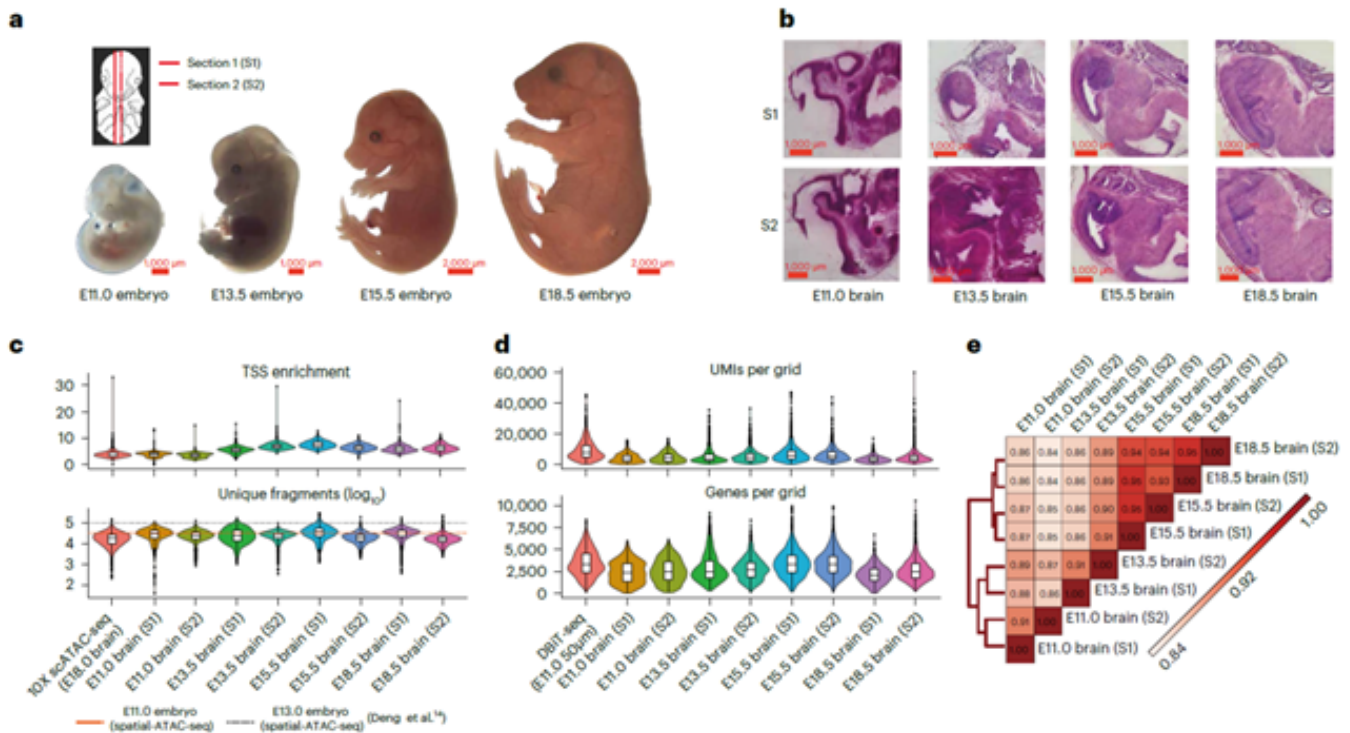 a
Section 1 (S1)
Section 2 (S2)
1,000 μm
1,000 μm
2,000 μm
2,000 μm
E11.0 embryo
E13.5 embryo
E15.5 embryo
E18.5 embryo
b
S1
1,000 μm
1,000 μm
1,000 μm
1,000 μm
S2
1,000 μm
1,000 μm
1,000 μm
1,000 μm
E11.0 brain
E13.5 brain
E15.5 brain
E18.5 brain
c
TSS enrichment
30
20
10
0
Unique fragments (log10)
5
4
3
2
10X scATAC-seq
(E18.0 brain)
E11.0 brain (S1)
E11.0 brain (S2)
E13.5 brain (S1)
E13.5 brain (S2)
E15.5 brain (S1)
E15.5 brain (S2)
E18.5 brain (S1)
E18.5 brain (S2)
E11.0 embryo
(spatial-ATAC-seq)
E13.0 embryo
(spatial-ATAC-seq)
(Deng et al.14)
d
UMIs per grid
60,000
40,000
20,000
0
Genes per grid
10,000
7,500
5,000
2,500
0
DBiT-seq
(E11.0 50μm)
E11.0 brain (S1)
E11.0 brain (S2)
E13.5 brain (S1)
E13.5 brain (S2)
E15.5 brain (S1)
E15.5 brain (S2)
E18.5 brain (S1)
E18.5 brain (S2)
e
E11.0 brain (S1)
E11.0 brain (S2)
E13.5 brain (S1)
E13.5 brain (S2)
E15.5 brain (S1)
E15.5 brain (S2)
E18.5 brain (S1)
E18.5 brain (S2)
0.86 0.84 0.86 0.89 0.94 0.94 0.95 1.00 E18.5 brain (S2)
0.86 0.84 0.86 0.89 0.95 0.93 1.00 E18.5 brain (S1)
0.87 0.85 0.86 0.90 0.95 1.00 E15.5 brain (S2)
0.87 0.85 0.86 0.91 1.00 E15.5 brain (S1)
0.89 0.87 0.91 1.00 E13.5 brain (S2)
0.88 0.86 1.00 E13.5 brain (S1)
0.91 1.00 E11.0 brain (S2)
1.00 E11.0 brain (S1)
1.00
0.92
0.84